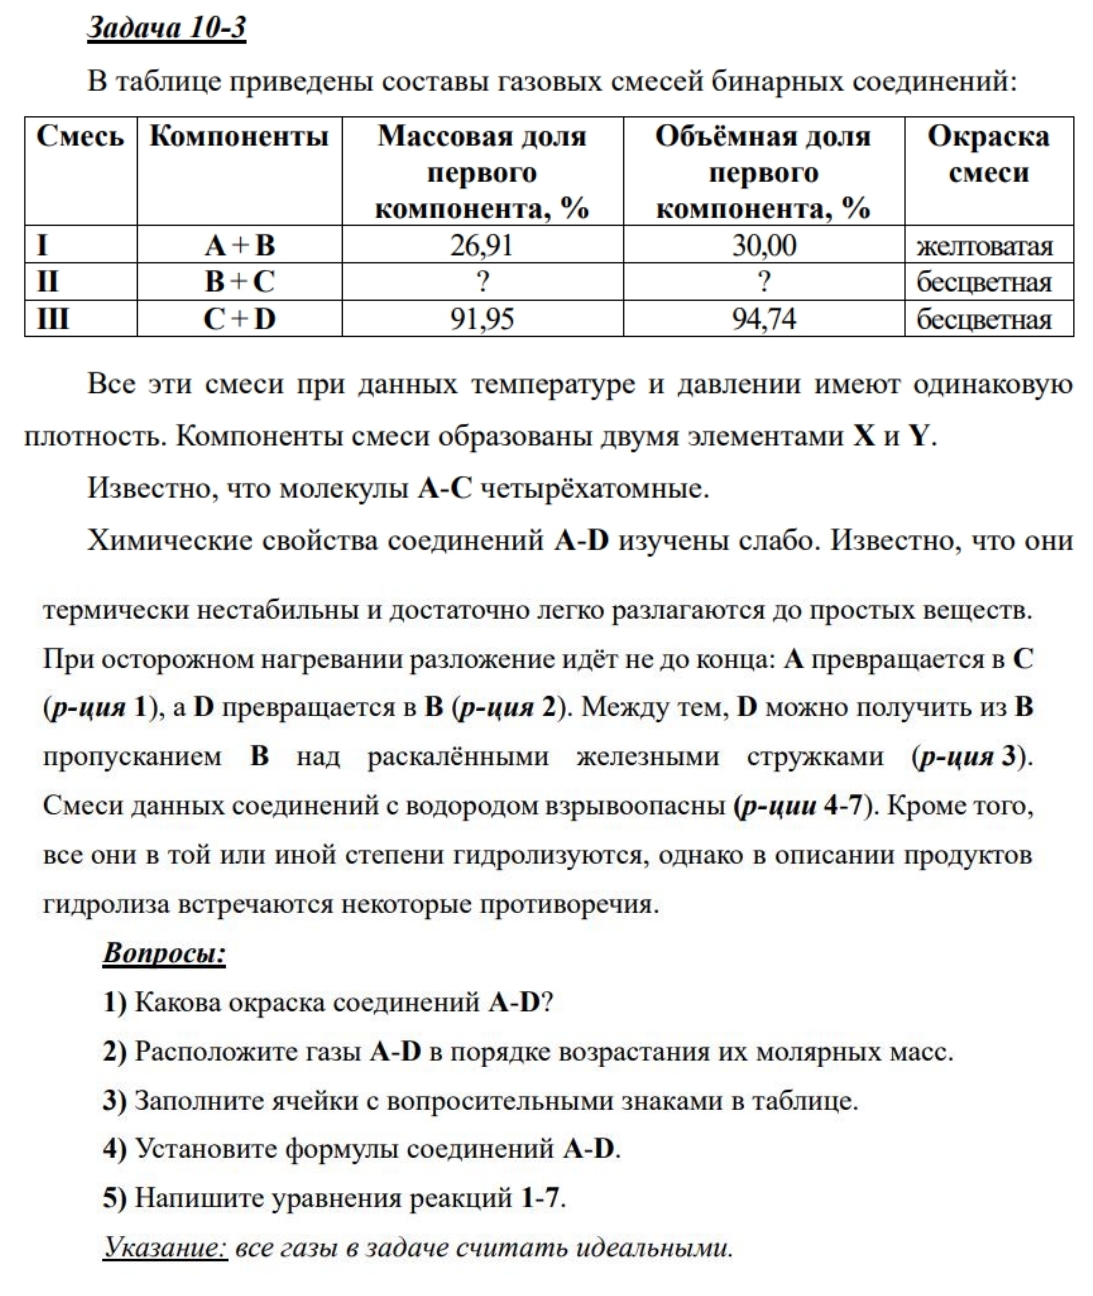 Задача 10-3
В таблице приведены составы газовых смесей бинарных соединений:
Смесь Компоненты Массовая доля первого компонента, % Объёмная доля первого компонента, % Окраска смеси
I A + B 26,91 30,00 желтоватая
II B + C ? ? бесцветная
III C + D 91,95 94,74 бесцветная
Все эти смеси при данных температуре и давлении имеют одинаковую
плотность. Компоненты смеси образованы двумя элементами X и Y.
Известно, что молекулы A-C четырёхатомные.
Химические свойства соединений A-D изучены слабо. Известно, что они
термически нестабильны и достаточно легко разлагаются до простых веществ.
При осторожном нагревании разложение идёт не до конца: A превращается в C
(р-ция 1), а D превращается в B (р-ция 2). Между тем, D можно получить из B
пропусканием B над раскалёнными железными стружками (р-ция 3).
Смеси данных соединений с водородом взрывоопасны (р-ции 4-7). Кроме того,
все они в той или иной степени гидролизуются, однако в описании продуктов
гидролиза встречаются некоторые противоречия.
Вопросы:
1) Какова окраска соединений A-D?
2) Расположите газы A-D в порядке возрастания их молярных масс.
3) Заполните ячейки с вопросительными знаками в таблице.
4) Установите формулы соединений A-D.
5) Напишите уравнения реакций 1-7.
Указание: все газы в задаче считать идеальными.